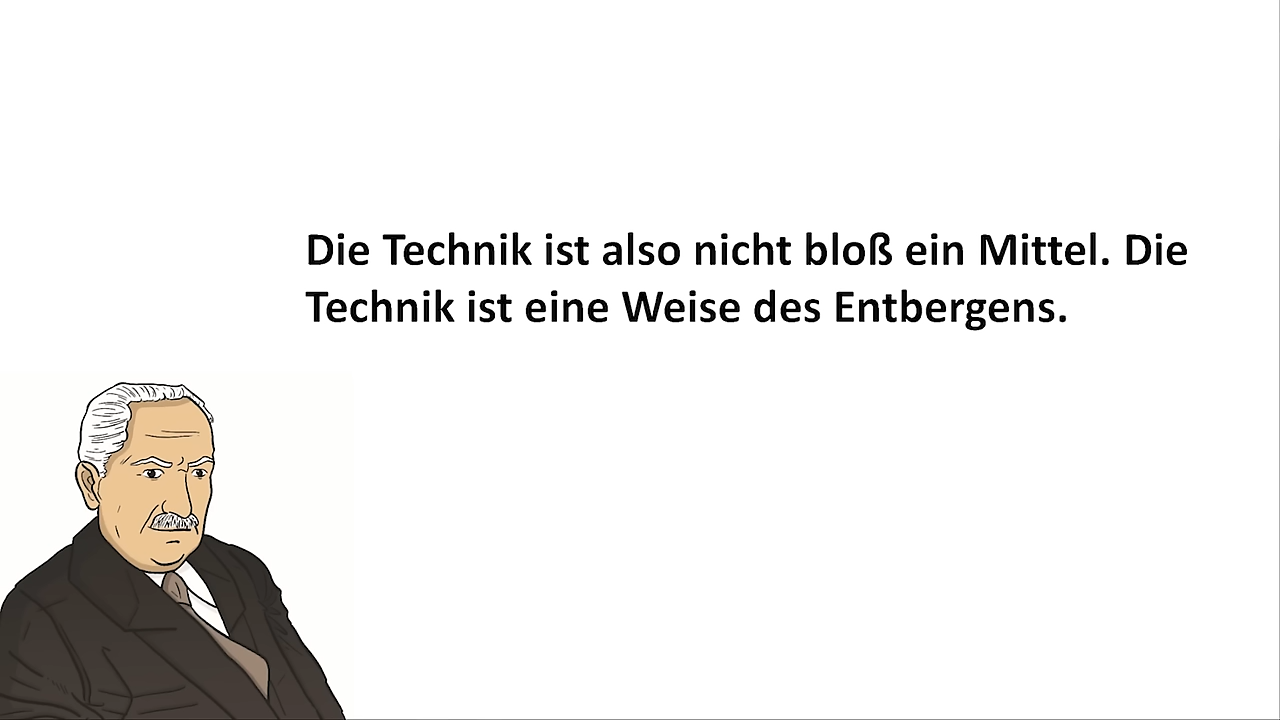 Die Technik ist also nicht bloß ein Mittel. Die
Technik ist eine Weise des Entbergens.